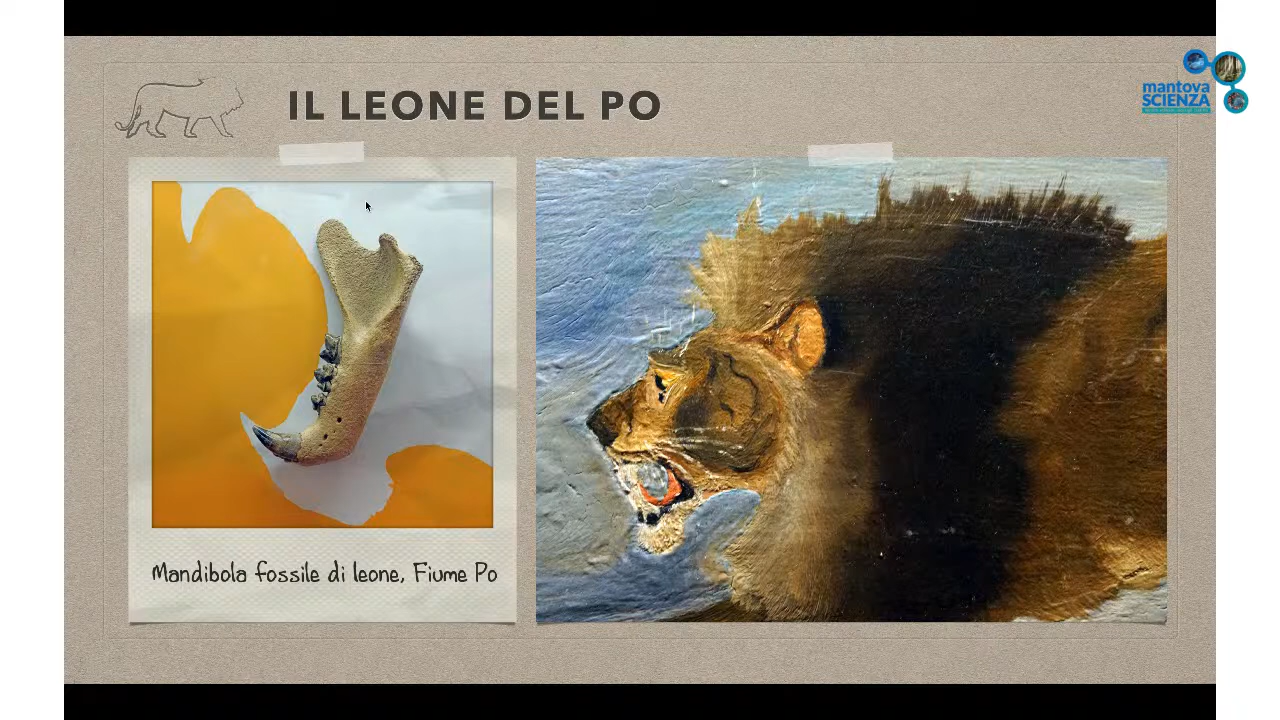 IL LEONE DEL PO
mantova
SCIENZA
Mandibola fossile di leone, Fiume Po